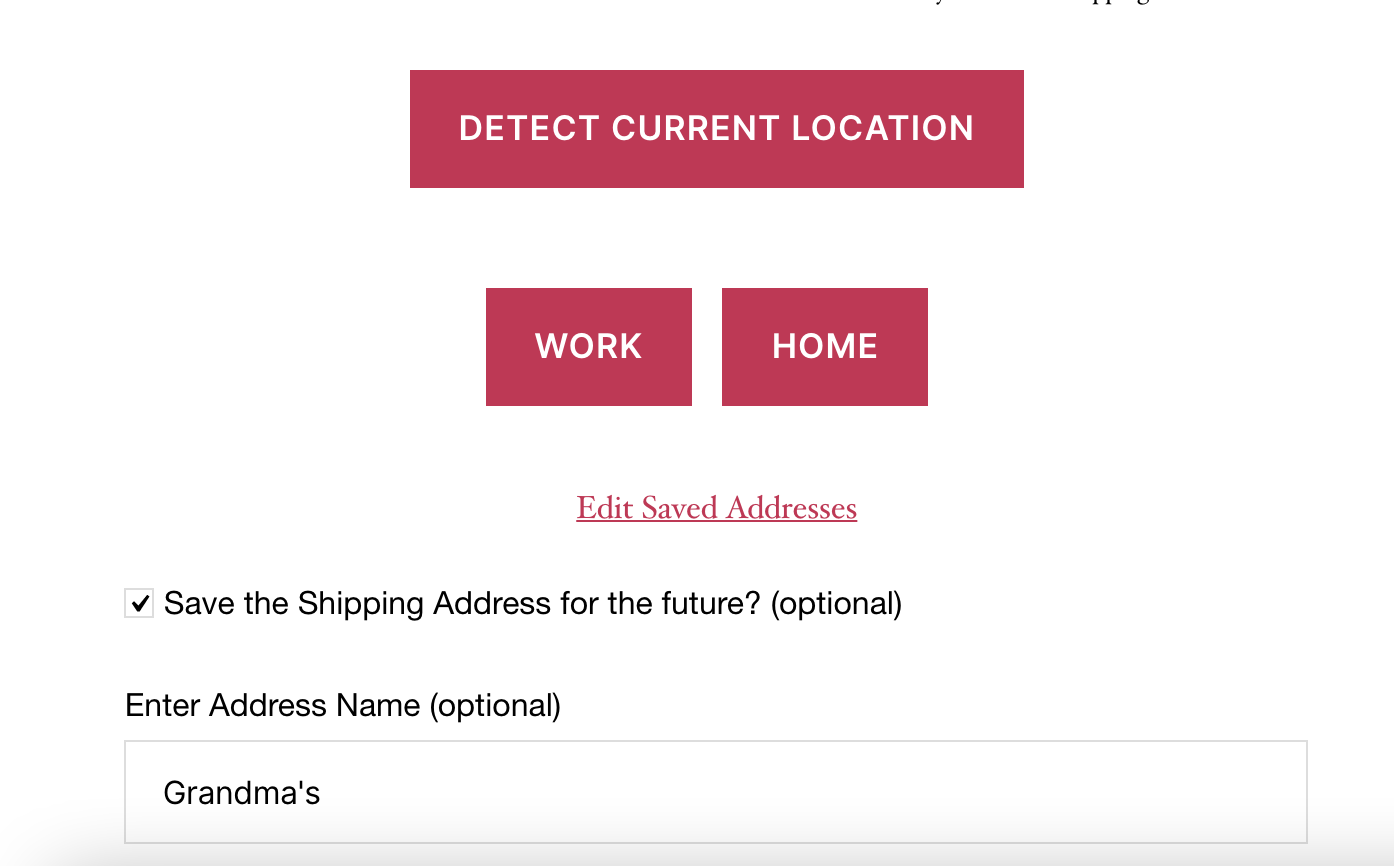 DETECT CURRENT LOCATION
WORK HOME
Edit Saved Addresses
Save the Shipping Address for the future? (optional)
Enter Address Name (optional)
Grandma's